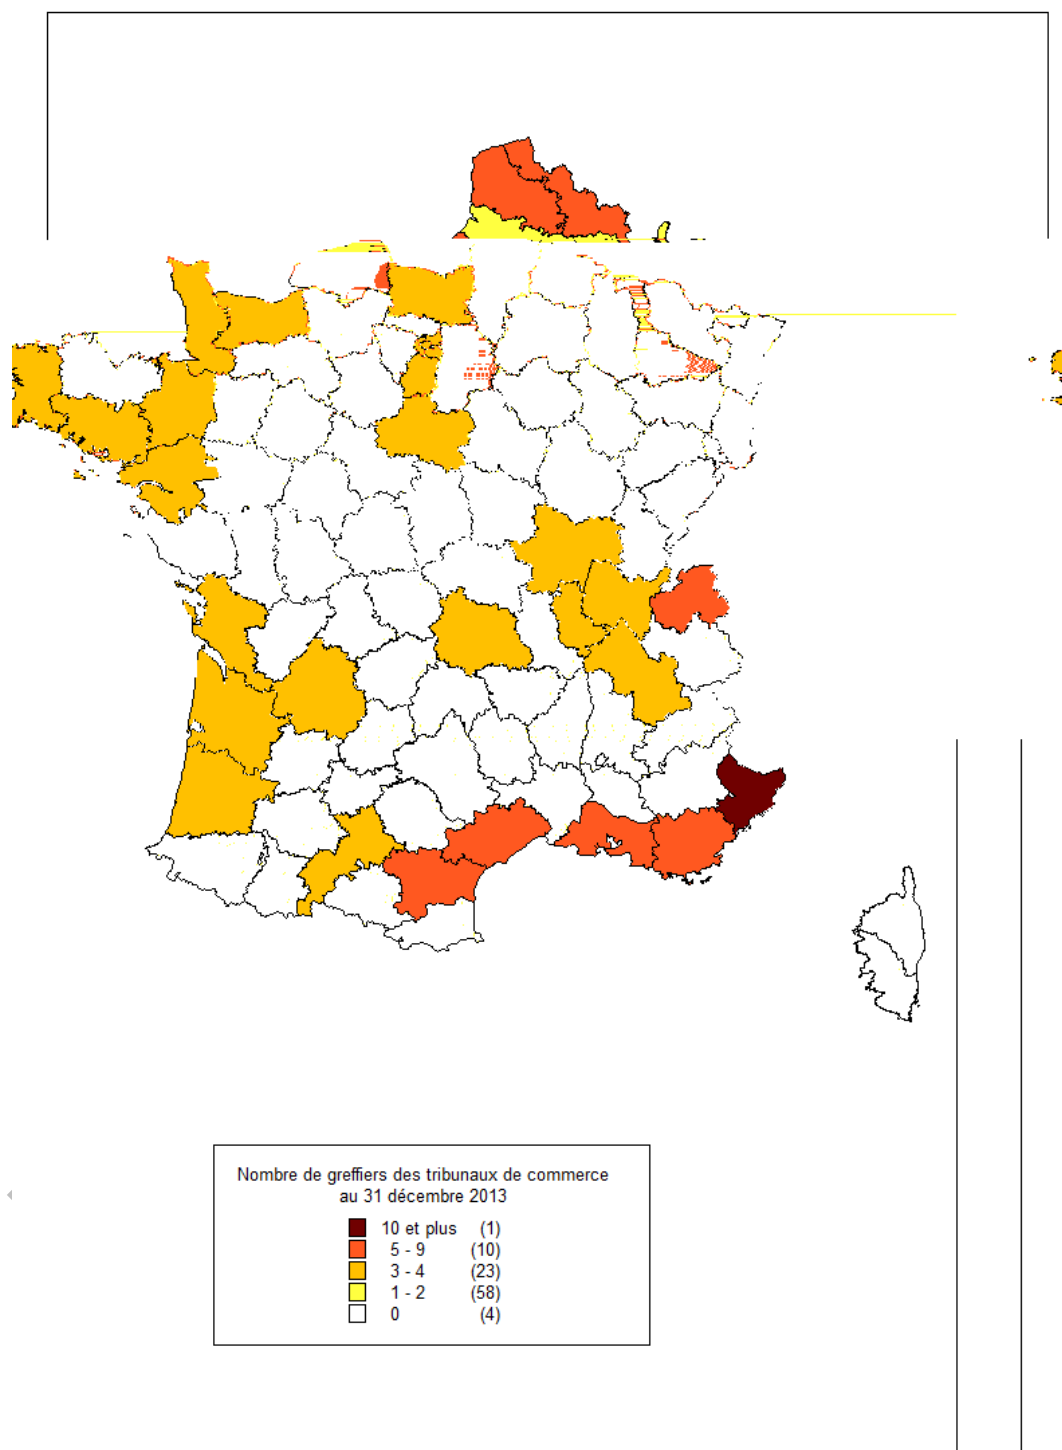 Nombre de greffiers des tribunaux de commerce
au 31 décembre 2013
10 et plus (1)
5 - 9 (10)
3 - 4 (23)
1 - 2 (58)
0 (4)